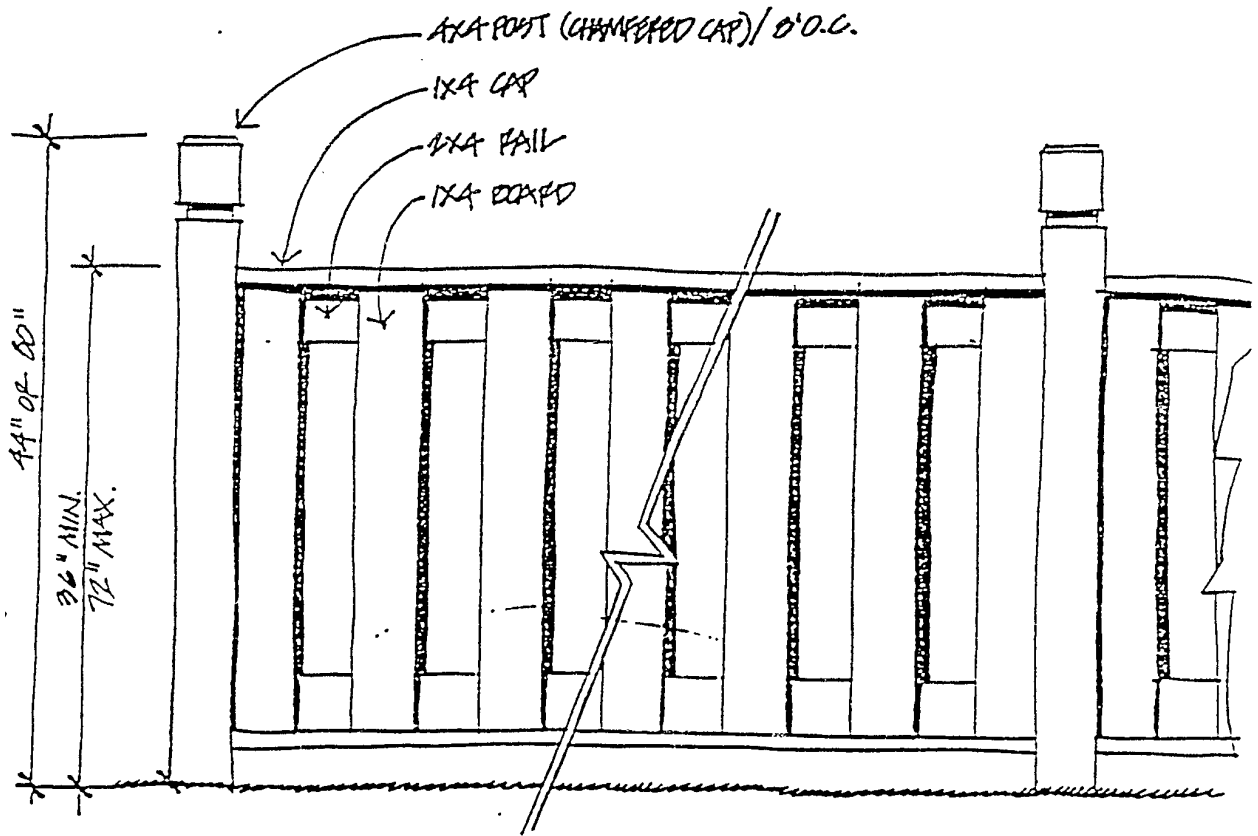 4X4 POST (CHAMFERED CAP)/ 8' O.C.
1X4 CAP
2X4 RAIL
1X4 BOARD
44" OR 80"
36" MIN.
72" MAX.